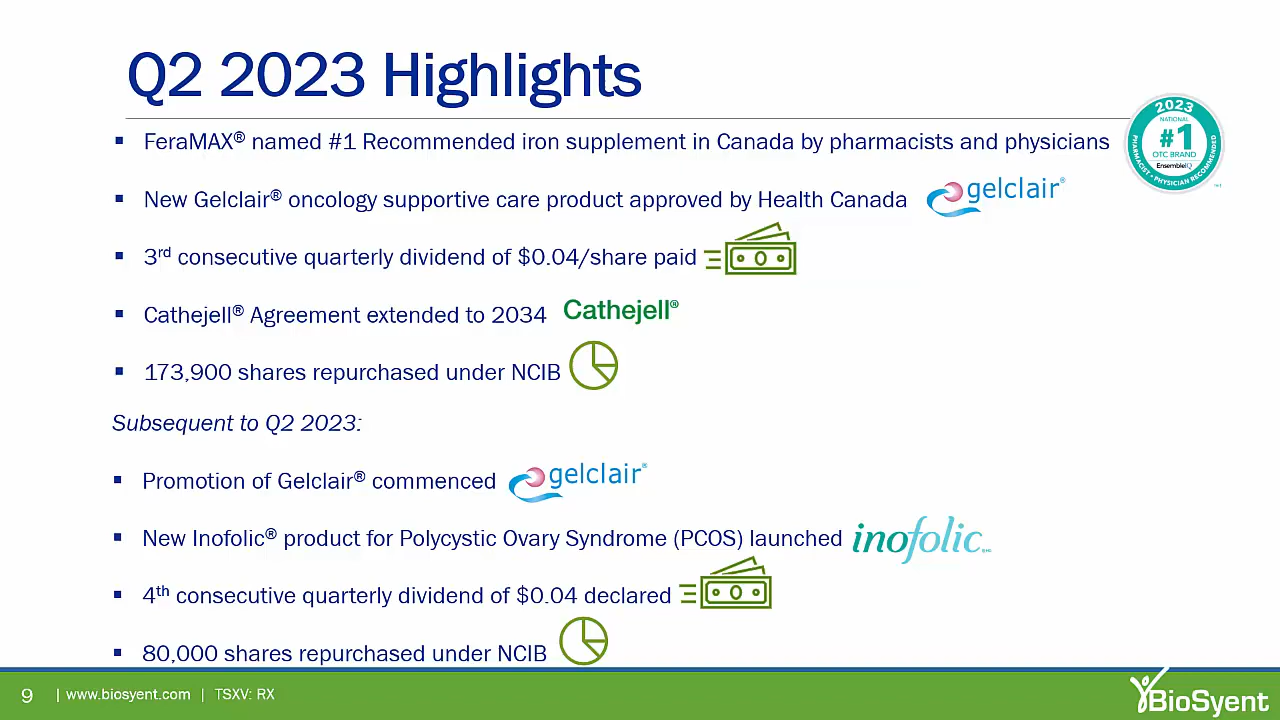 Q2 2023 Highlights
▪ FeraMAX® named #1 Recommended iron supplement in Canada by pharmacists and physicians
2023
NATIONAL
#1
OTC BRAND
EnsembleIQ
PHARMACIST • PHYSICIAN RECOMMENDED
▪ New Gelclair® oncology supportive care product approved by Health Canada
gelclair®
▪ 3rd consecutive quarterly dividend of $0.04/share paid
▪ Cathejell® Agreement extended to 2034
Cathejell®
▪ 173,900 shares repurchased under NCIB
Subsequent to Q2 2023:
▪ Promotion of Gelclair® commenced
gelclair®
▪ New Inofolic® product for Polycystic Ovary Syndrome (PCOS) launched
inofolic
▪ 4th consecutive quarterly dividend of $0.04 declared
▪ 80,000 shares repurchased under NCIB
9 | www.biosyent.com | TSXV: RX
BioSyent